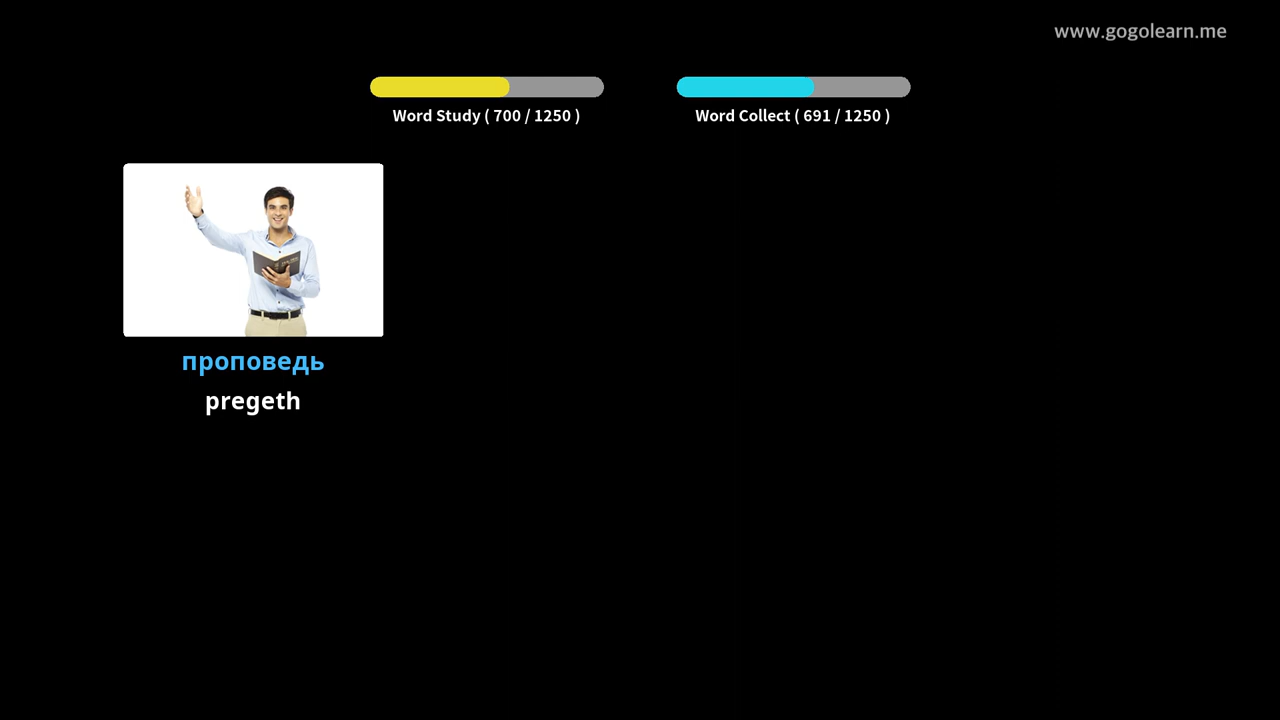 www.gogolearn.me
Word Study ( 700 / 1250 )
Word Collect ( 691 / 1250 )
проповедь
pregeth